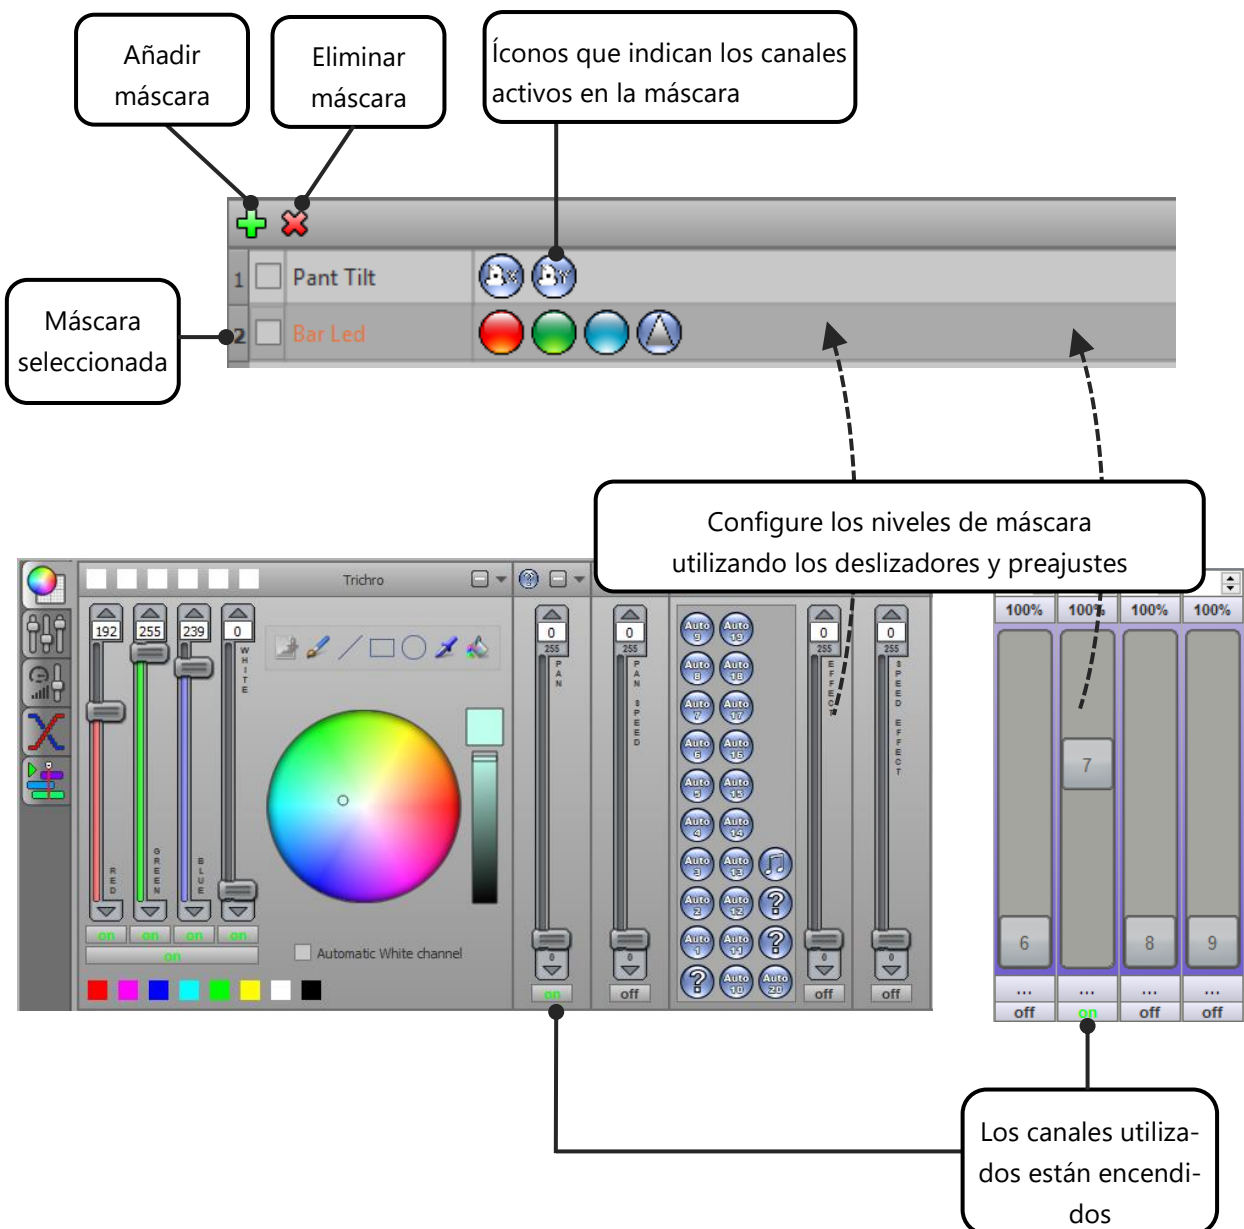 Añadir
máscara
Eliminar
máscara
Íconos que indican los canales
activos en la máscara
1 Pant Tilt
X Y
Máscara
seleccionada
2 Bar Led
Configure los niveles de máscara
utilizando los deslizadores y preajustes
Trichro
192 255 239 0
WHITE
RED
GREEN
BLUE
on on on on
on
Automatic White channel
0
255
PAN
0
on
0
255
PAN SPEED
0
off
Auto 9 Auto 19
Auto 8 Auto 18
Auto 7 Auto 17
Auto 6 Auto 16
Auto 5 Auto 15
Auto 4 Auto 14
Auto 3 Auto 13
Auto 2 Auto 12 ?
Auto 1 Auto 11 ?
? Auto 10 Auto 20
0
255
EFFECT
0
off
0
255
SPEED EFFECT
0
off
100% 100% 100% 100%
7
6 8 9
... ... ... ...
off on off off
Los canales utiliza-
dos están encendi-
dos